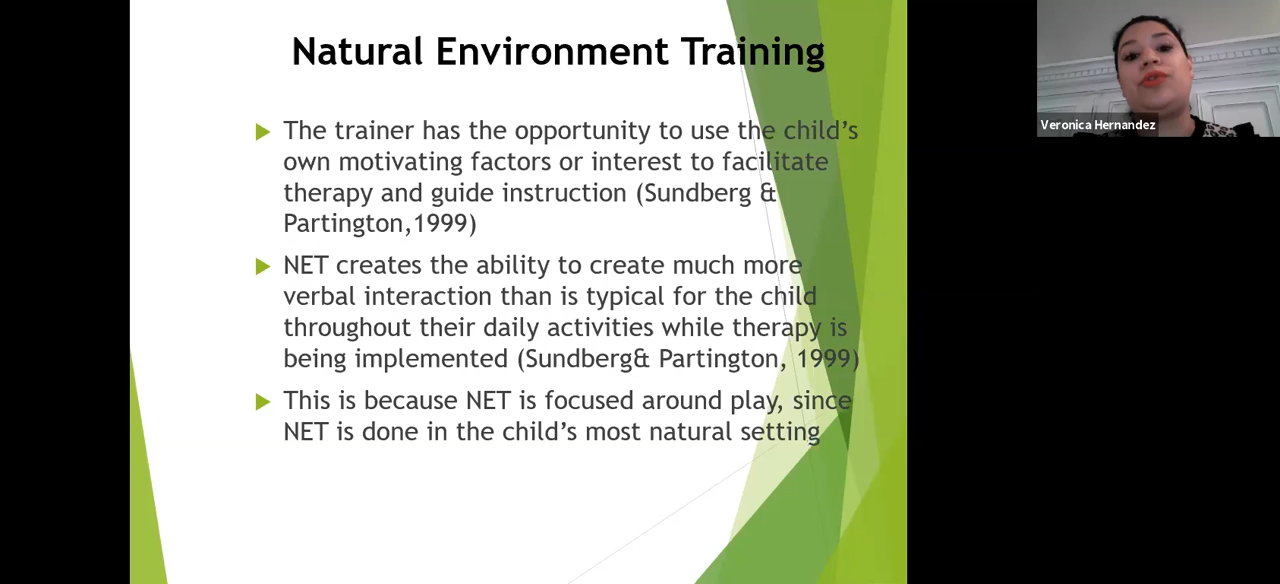 Natural Environment Training
The trainer has the opportunity to use the child's
own motivating factors or interest to facilitate
therapy and guide instruction (Sundberg &
Partington,1999)
NET creates the ability to create much more
verbal interaction than is typical for the child
throughout their daily activities while therapy is
being implemented (Sundberg& Partington, 1999)
This is because NET is focused around play, since
NET is done in the child's most natural setting
Veronica Hernandez